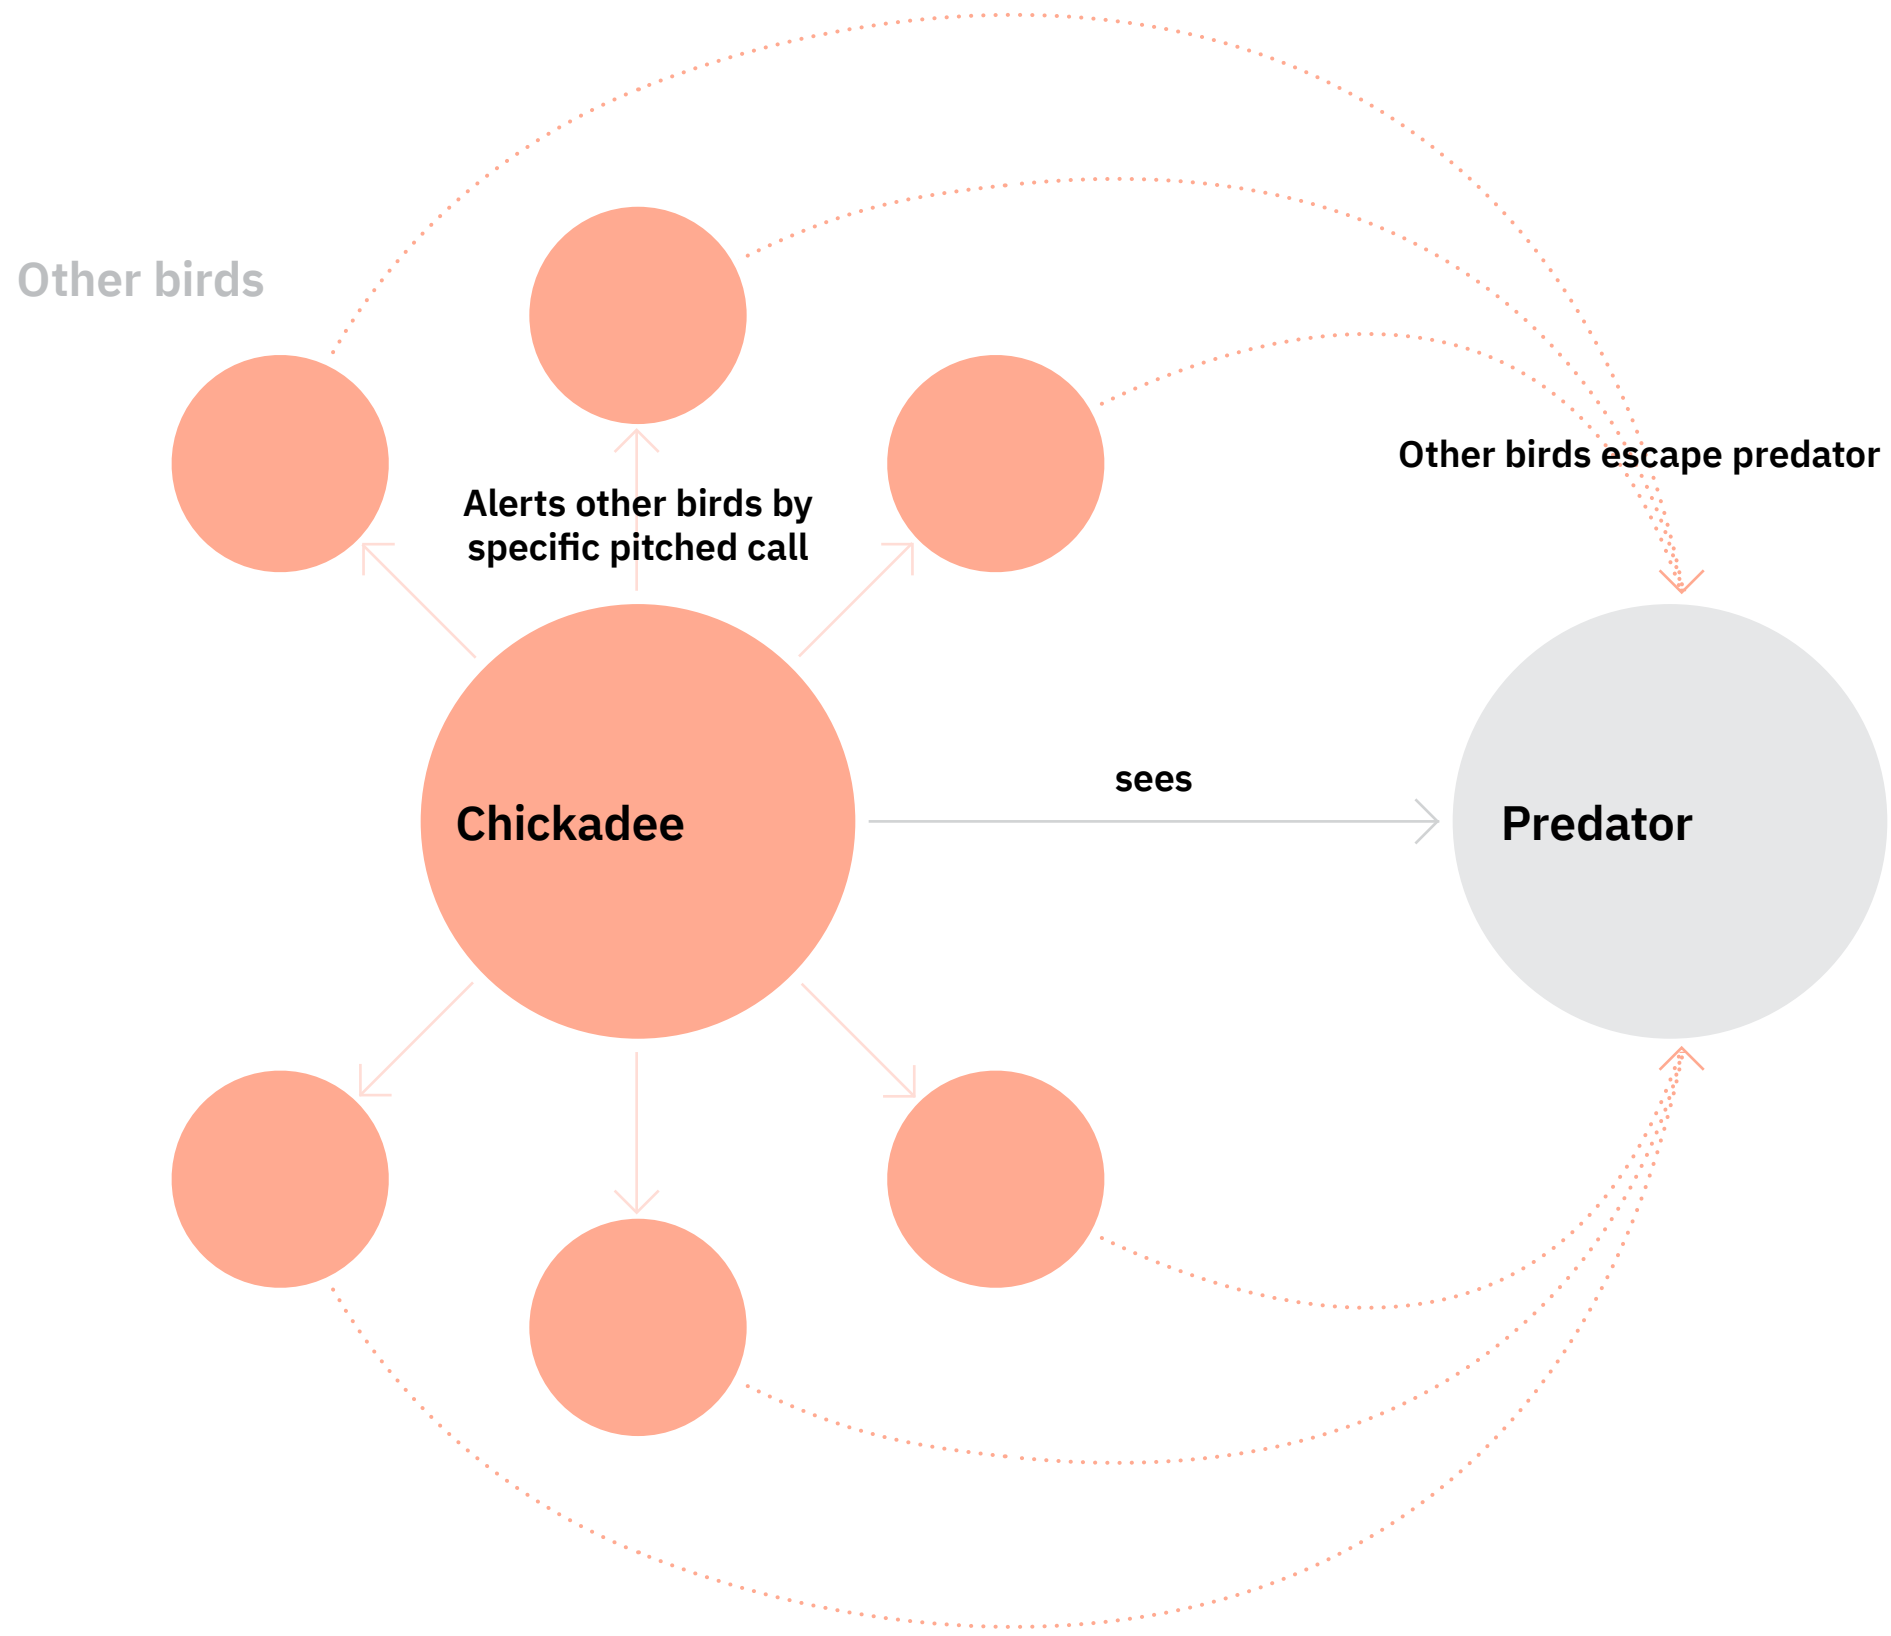 Other birds
Other birds escape predator
Alerts other birds by
specific pitched call
sees
Chickadee
Predator